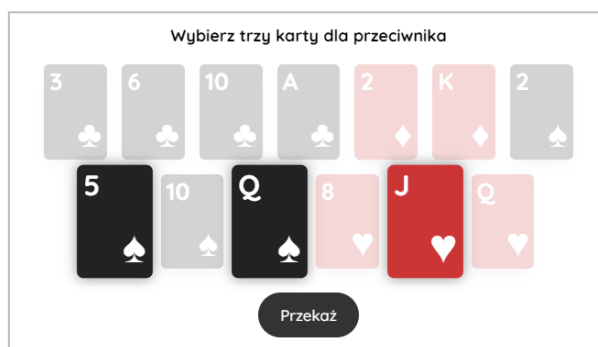 Wybierz trzy karty dla przeciwnika
3 6 10 A 2 K 2
5 10 Q 8 J Q
Przekaż